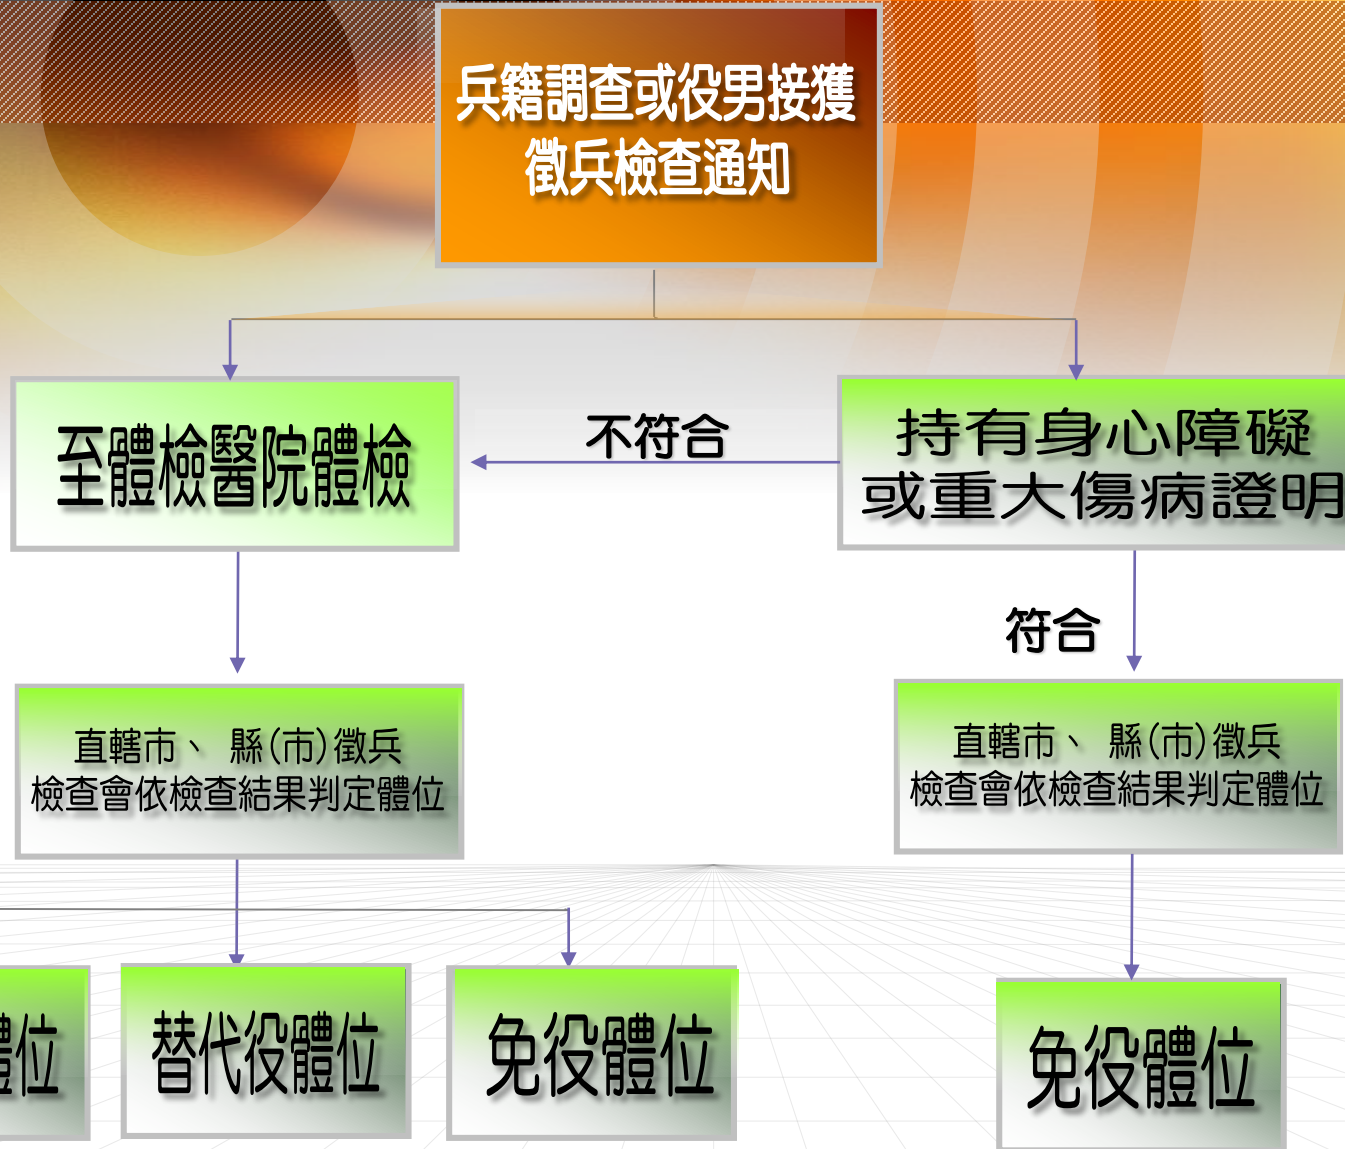 兵籍調查或役男接獲
徵兵檢查通知
至體檢醫院體檢
不符合
持有身心障礙
或重大傷病證明
符合
直轄市、 縣(市)徵兵
檢查會依檢查結果判定體位
直轄市、 縣(市)徵兵
檢查會依檢查結果判定體位
體位
替代役體位
免役體位
免役體位